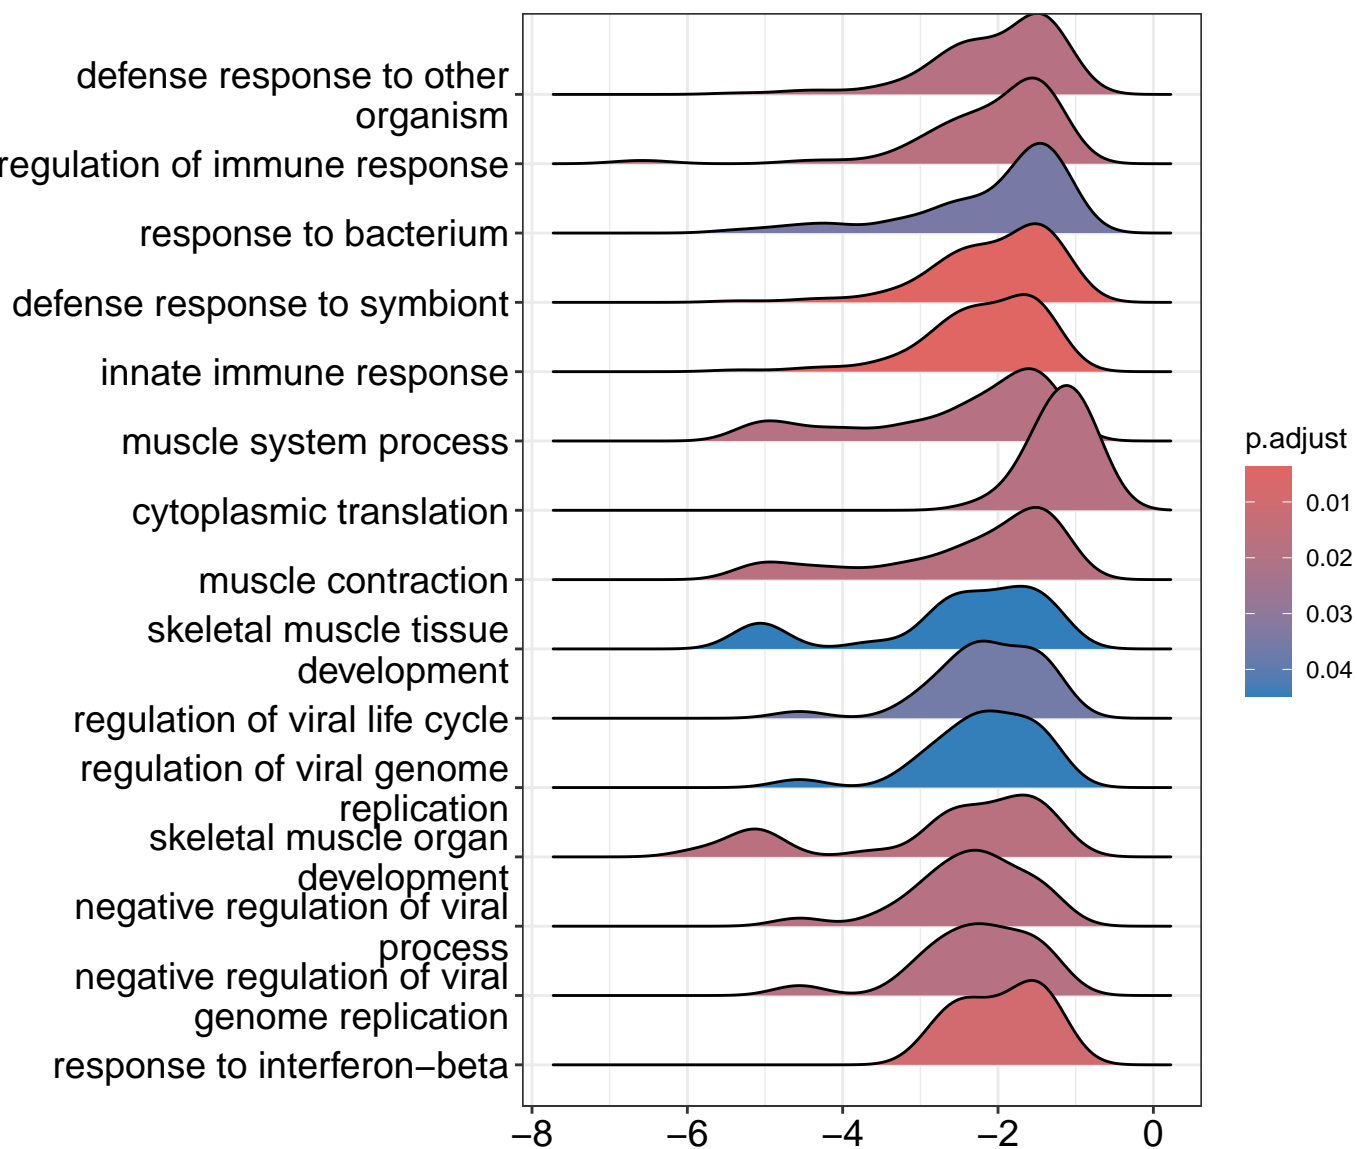 defense response to other
organism
regulation of immune response
response to bacterium
defense response to symbiont
innate immune response
muscle system process
cytoplasmic translation
muscle contraction
skeletal muscle tissue
development
regulation of viral life cycle
regulation of viral genome
replication
skeletal muscle organ
development
negative regulation of viral
process
negative regulation of viral
genome replication
response to interferon−beta
−8 −6 −4 −2 0
p.adjust
0.01
0.02
0.03
0.04